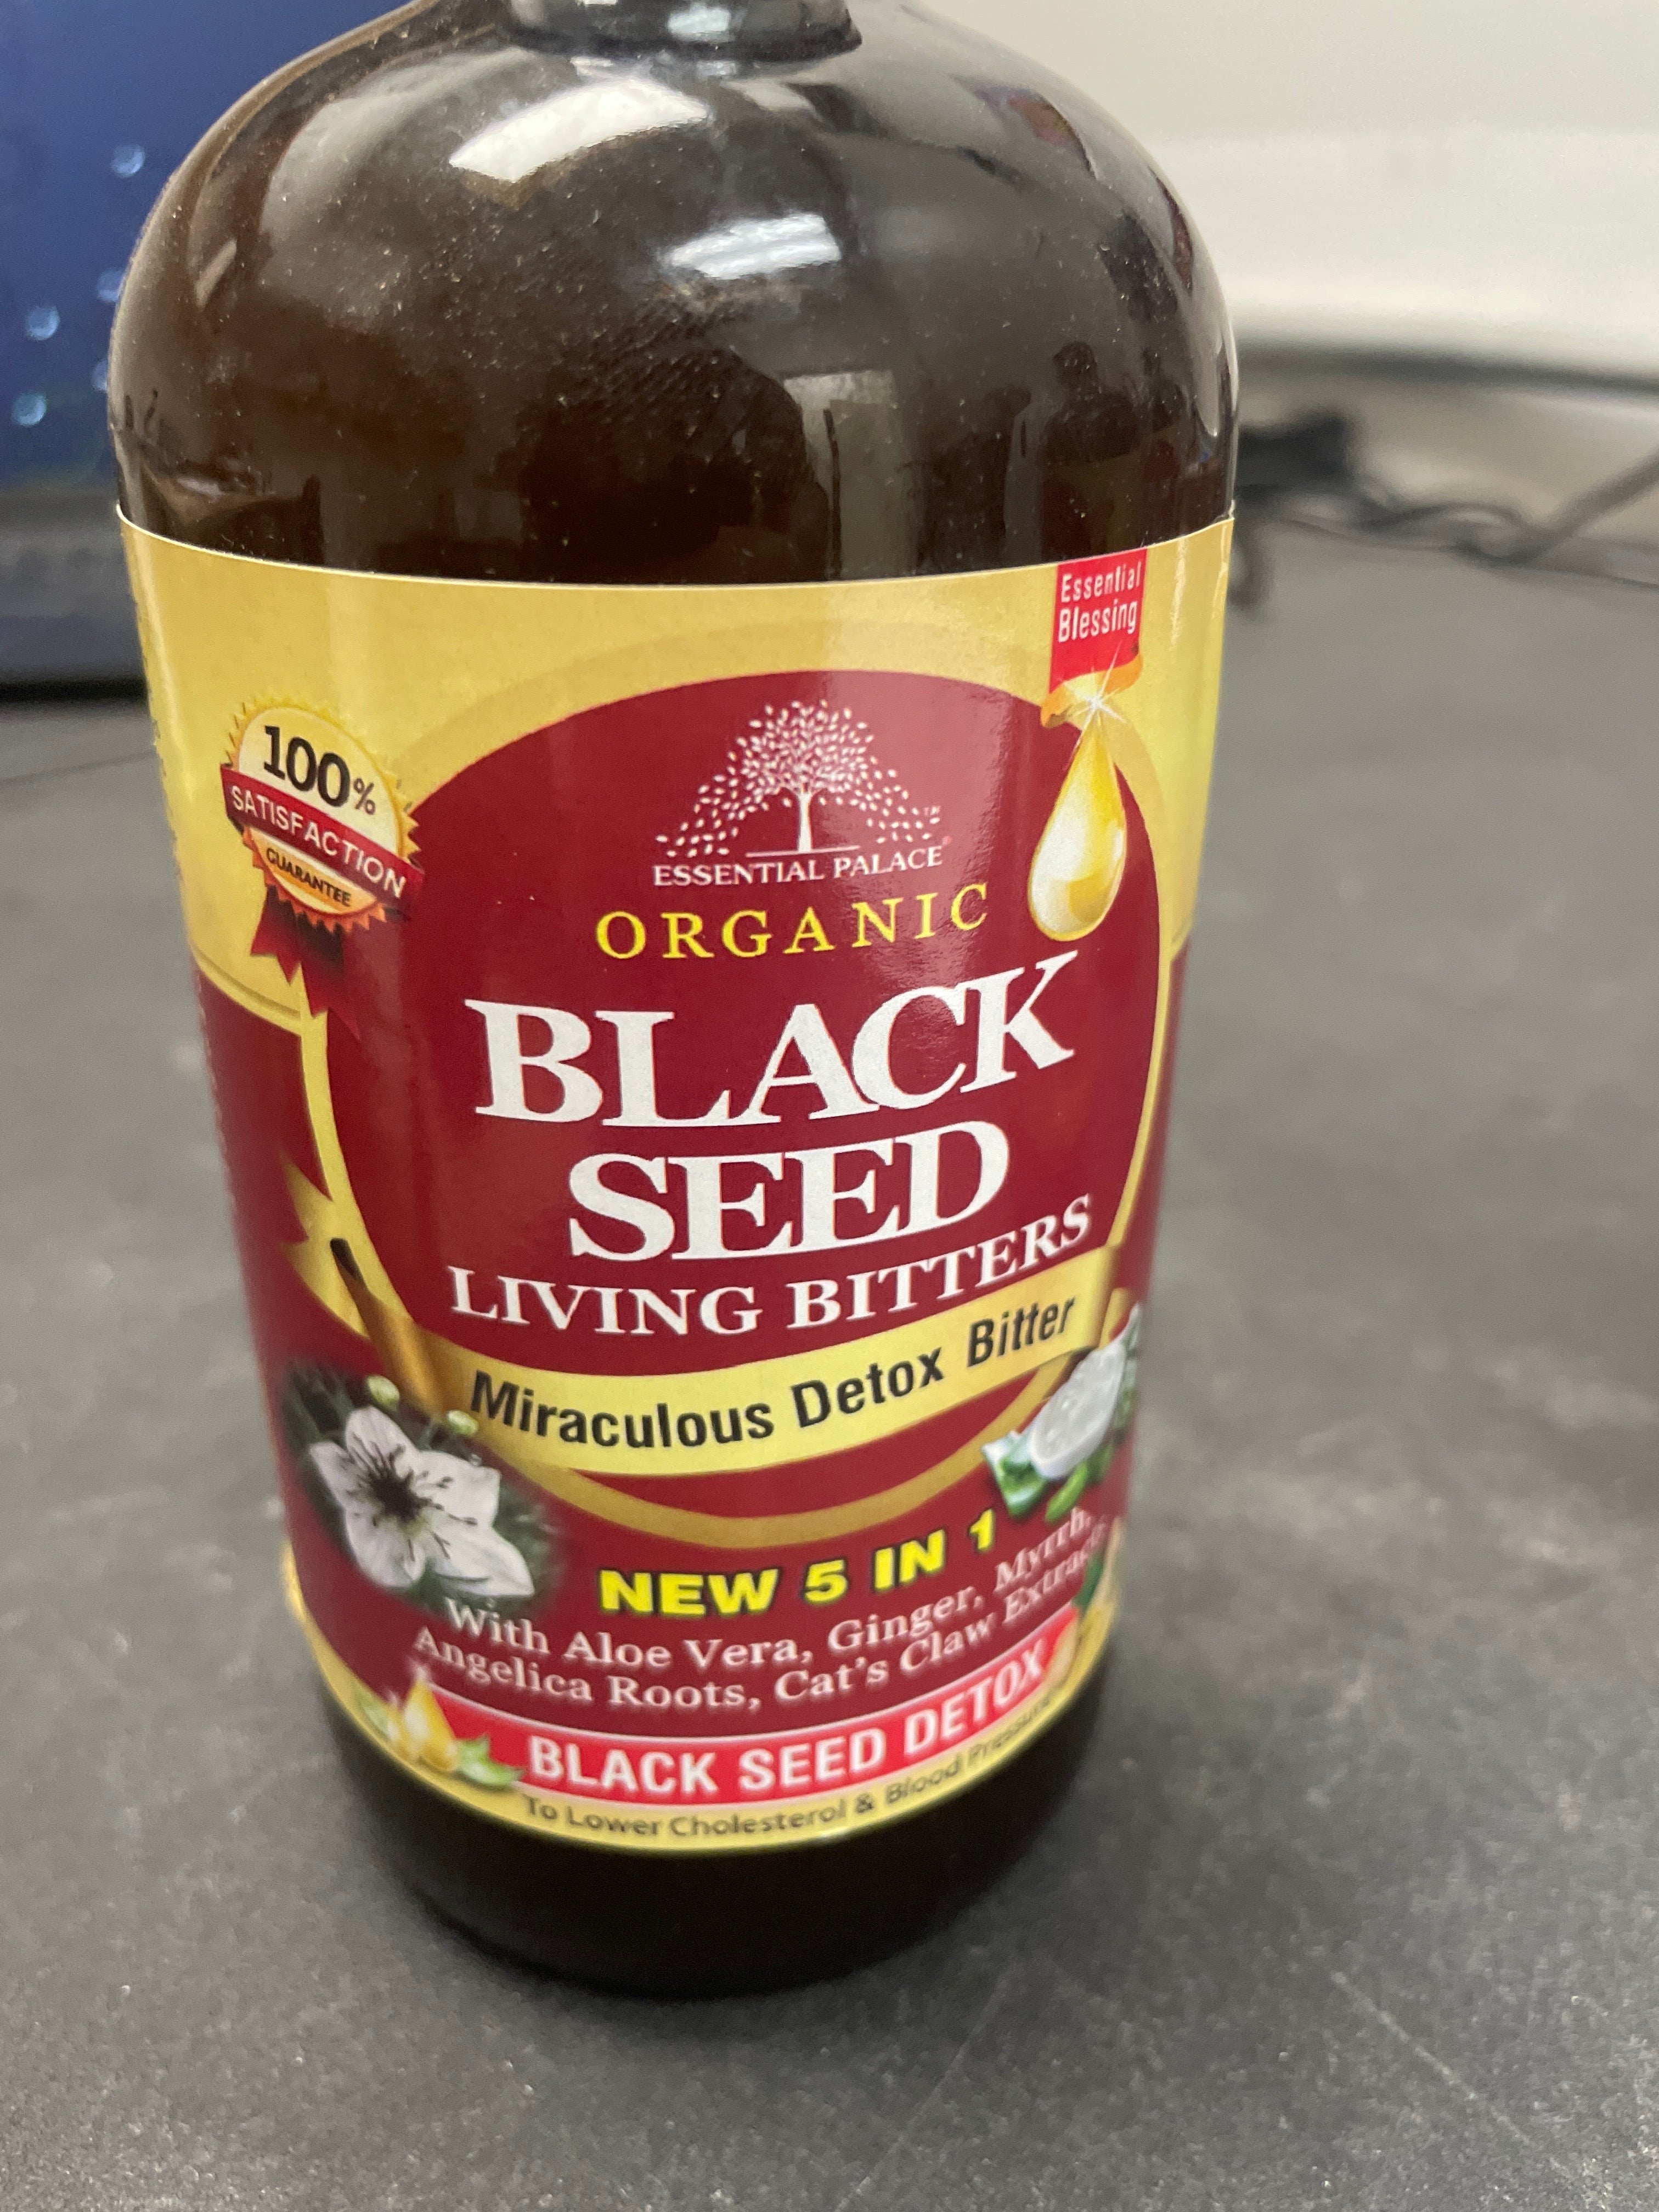 Essential
Blessing
100%
SATISFACTION
GUARANTEE
ESSENTIAL PALACE
ORGANIC
BLACK
SEED
LIVING BITTERS
Miraculous Detox Bitter
NEW 5 IN 1
With Aloe Vera, Ginger, Myrrh,
Angelica Roots, Cat's Claw
BLACK SEED DETOX
To Lower Cholesterol & Blood Pressure